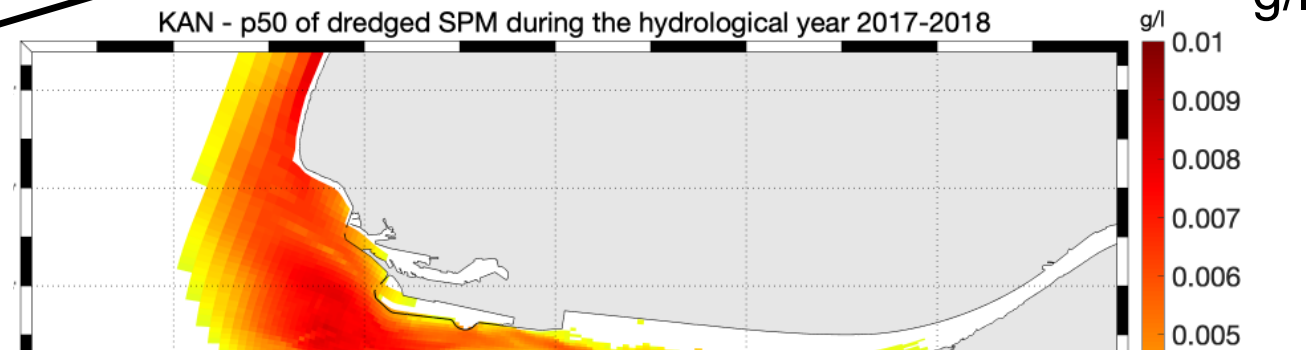 KAN - p50 of dredged SPM during the hydrological year 2017-2018
g/l
g/l
0.01
0.009
0.008
0.007
0.006
0.005